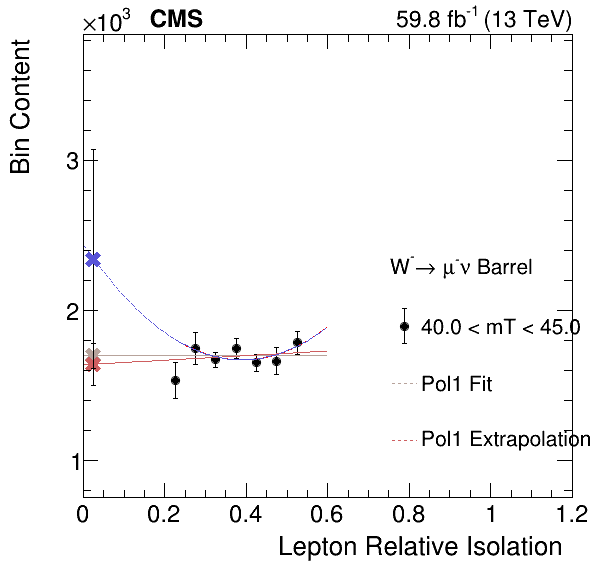 ×10³ CMS 59.8 fb⁻¹ (13 TeV)
Bin Content
3
2
1
W⁻→ μ⁻ν Barrel
40.0 < mT < 45.0
Pol1 Fit
Pol1 Extrapolation
0 0.2 0.4 0.6 0.8 1 1.2
Lepton Relative Isolation